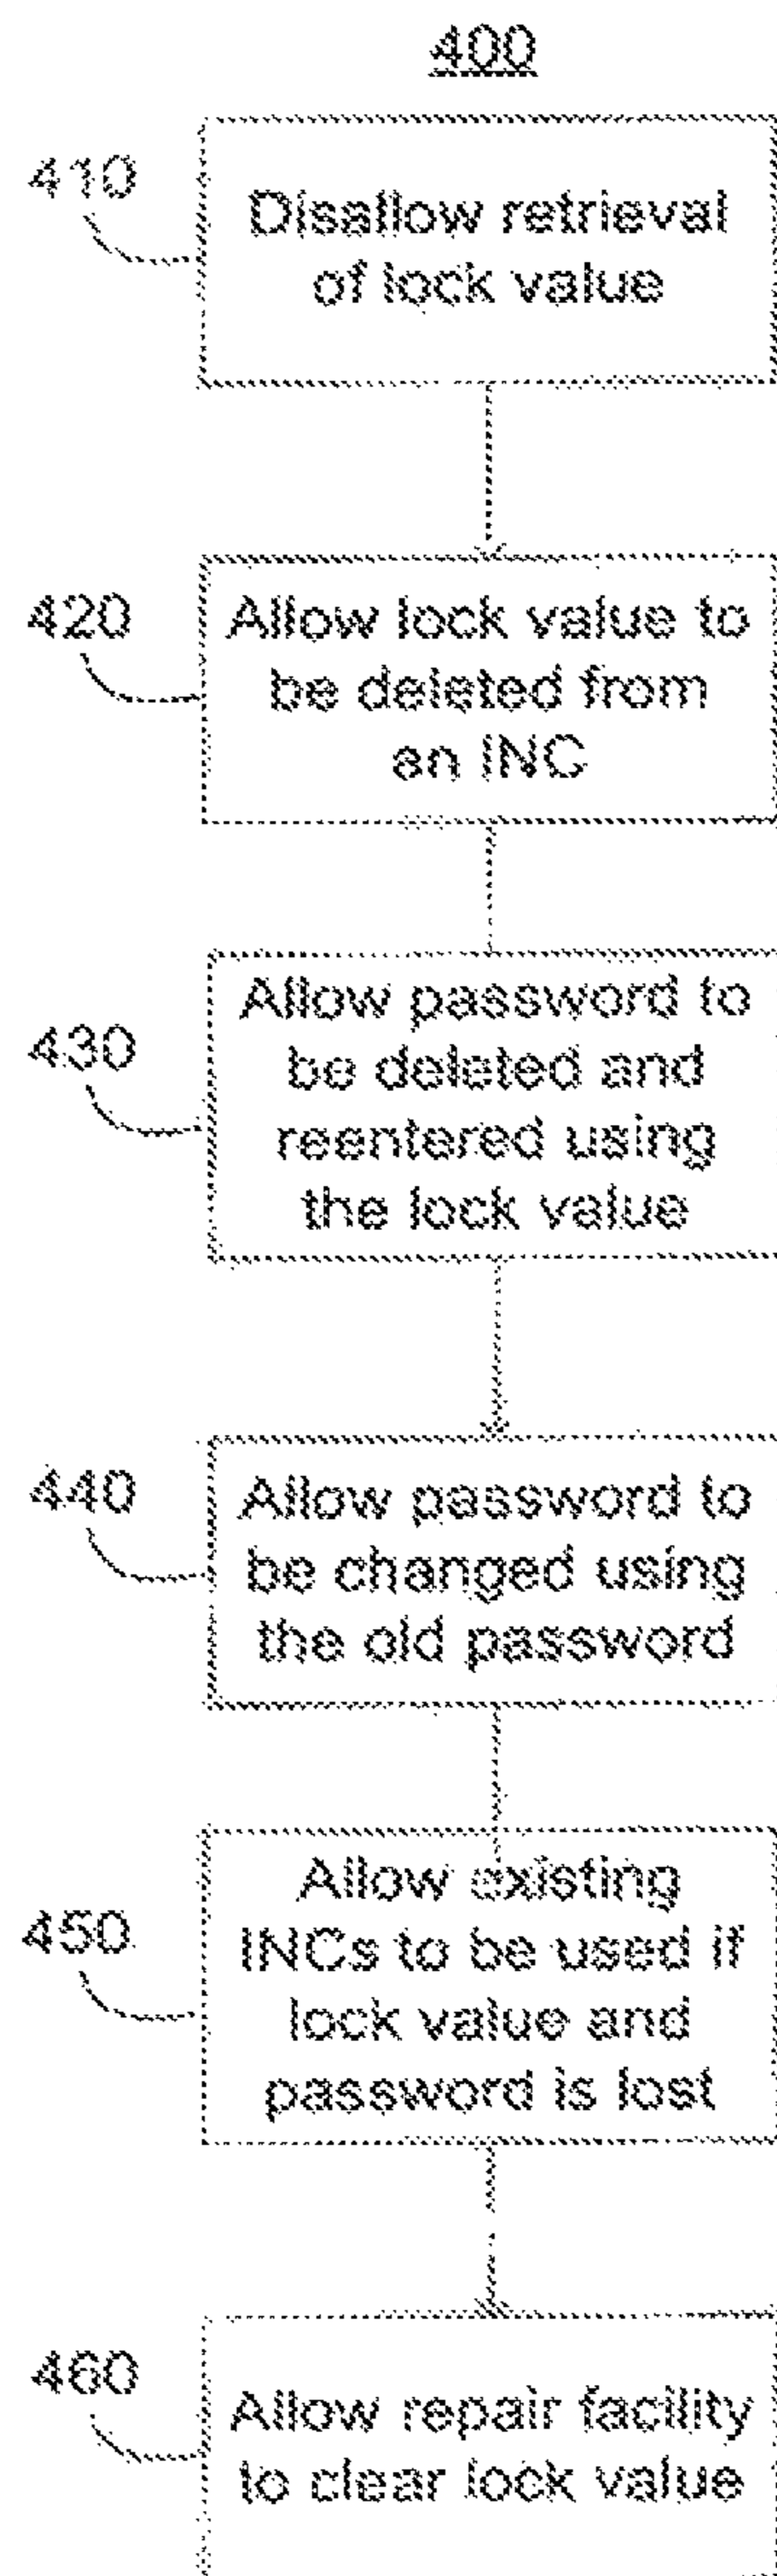 400
410
Disallow retrieval
of lock value
420
Allow lock value to
be deleted from
an INC
430
Allow password to
be deleted and
reentered using
the lock value
440
Allow password to
be changed using
the old password
450
Allow existing
INCs to be used if
lock value and
password is lost
460
Allow repair facility
to clear lock value